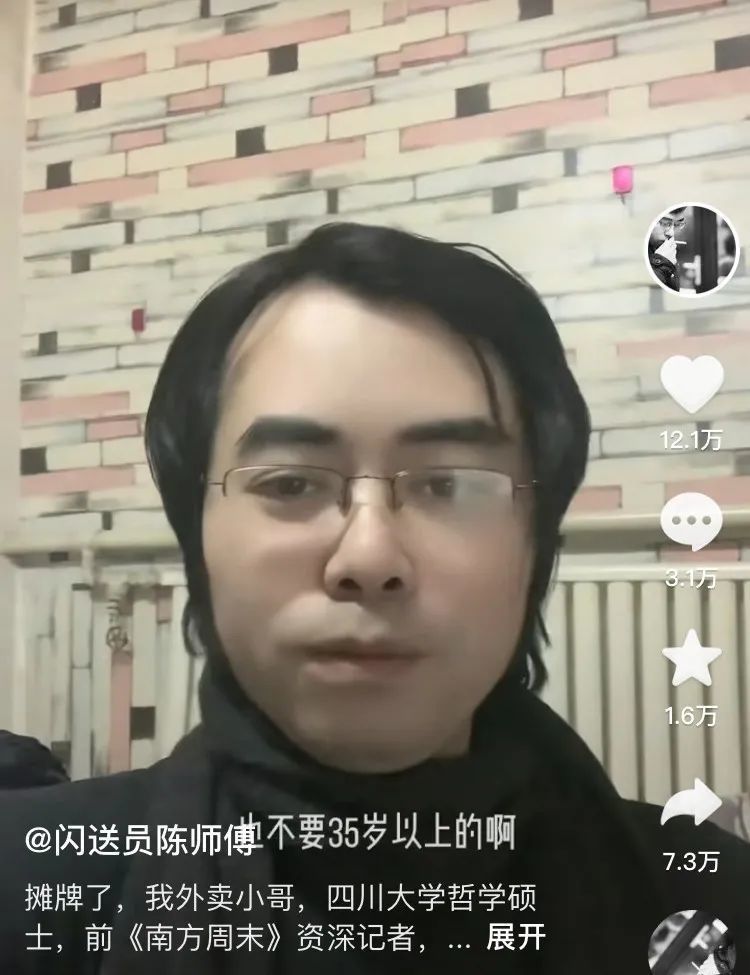 12.1万
3.1万
1.6万
7.3万
也不要35岁以上的啊
@闪送员陈师傅
摊牌了，我外卖小哥，四川大学哲学硕
士，前《南方周末》资深记者，... 展开